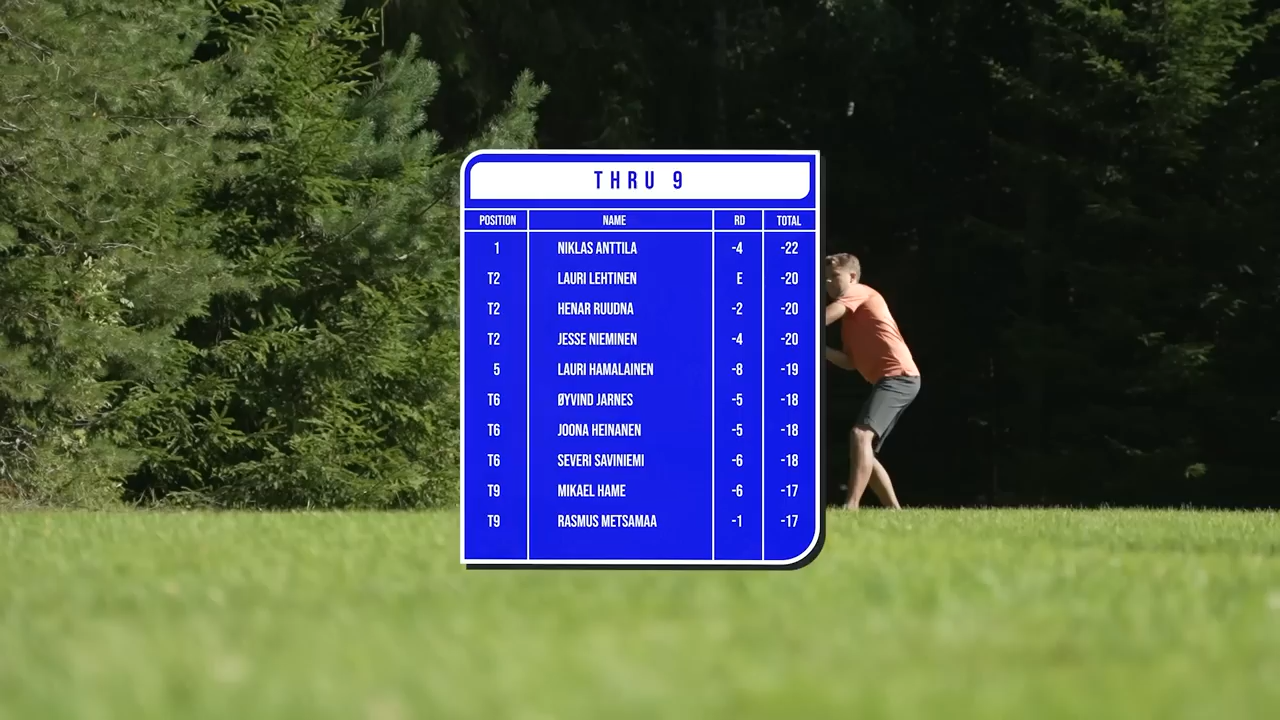 THRU 9
POSITION NAME RD TOTAL
1 NIKLAS ANTTILA -4 -22
T2 LAURI LEHTINEN E -20
T2 HENAR RUUDNA -2 -20
T2 JESSE NIEMINEN -4 -20
5 LAURI HAMALAINEN -8 -19
T6 ØYVIND JARNES -5 -18
T6 JOONA HEINANEN -5 -18
T6 SEVERI SAVINIEMI -6 -18
T9 MIKAEL HAME -6 -17
T9 RASMUS METSAMAA -1 -17